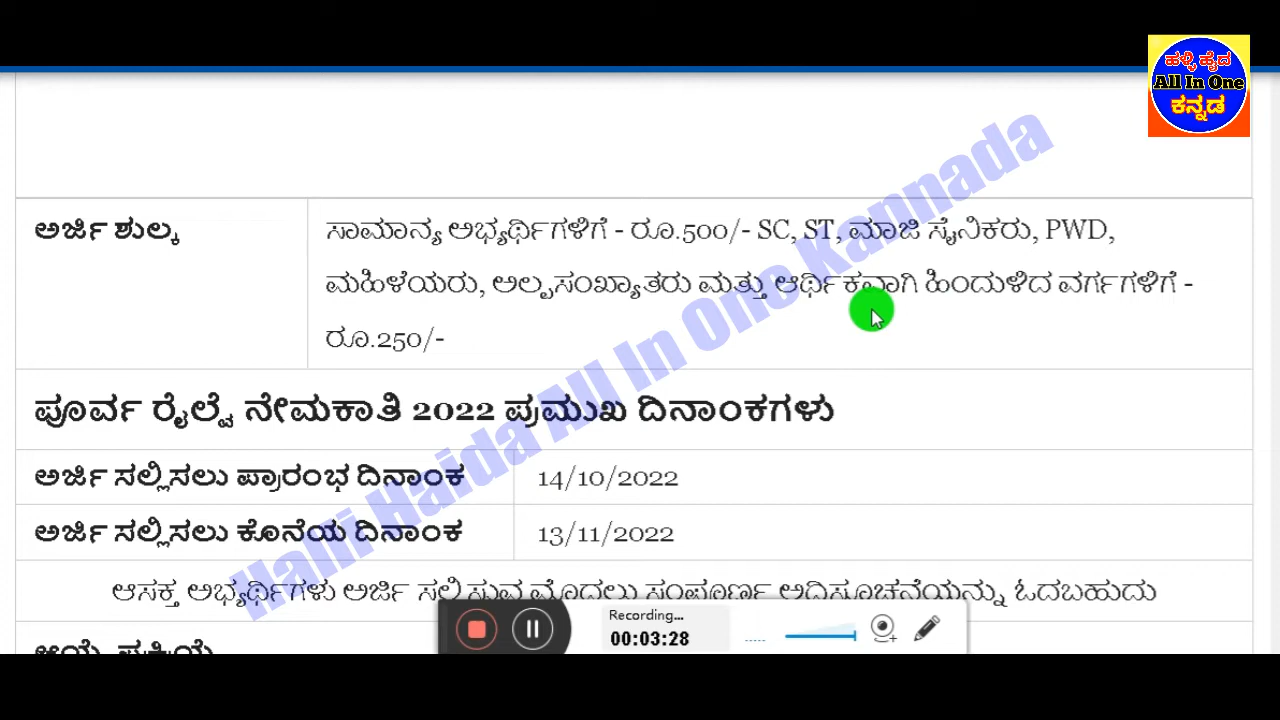 ಹಳ್ಳಿ ಹೈದ
All In One
ಕನ್ನಡ
ಅರ್ಜಿ ಶುಲ್ಕ
ಸಾಮಾನ್ಯ ಅಭ್ಯರ್ಥಿಗಳಿಗೆ - ರೂ.500/- SC, ST, ಮಾಜಿ ಸೈನಿಕರು, PWD,
ಮಹಿಳೆಯರು, ಅಲ್ಪಸಂಖ್ಯಾತರು ಮತ್ತು ಆರ್ಥಿಕವಾಗಿ ಹಿಂದುಳಿದ ವರ್ಗಗಳಿಗೆ -
ರೂ.250/-
ಪೂರ್ವ ರೈಲ್ವೆ ನೇಮಕಾತಿ 2022 ಪ್ರಮುಖ ದಿನಾಂಕಗಳು
ಅರ್ಜಿ ಸಲ್ಲಿಸಲು ಪ್ರಾರಂಭ ದಿನಾಂಕ 14/10/2022
ಅರ್ಜಿ ಸಲ್ಲಿಸಲು ಕೊನೆಯ ದಿನಾಂಕ 13/11/2022
ಆಸಕ್ತ ಅಭ್ಯರ್ಥಿಗಳು ಅರ್ಜಿ ಸಲ್ಲಿಸುವ ಮೊದಲು ಸಂಪೂರ್ಣ ಅಧಿಸೂಚನೆಯನ್ನು ಓದಬಹುದು
Halli Haida All In One Kannada
Recording...
00:03:28